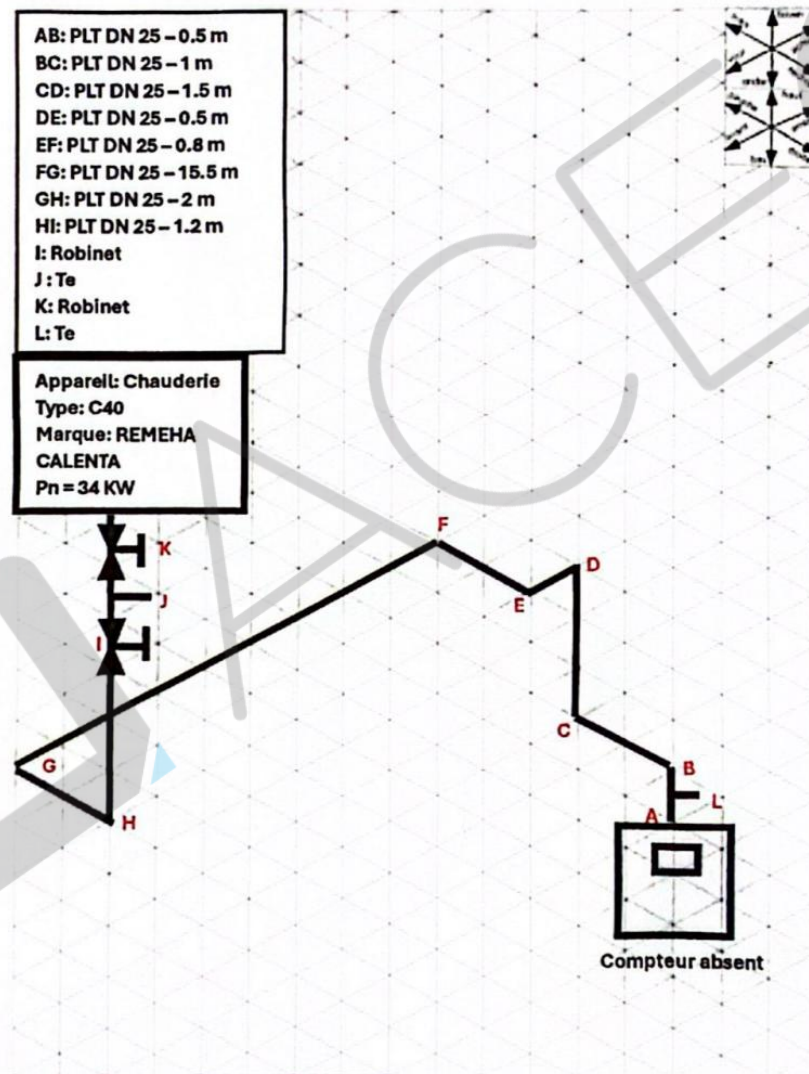 AB: PLT DN 25 – 0.5 m
BC: PLT DN 25 – 1 m
CD: PLT DN 25 – 1.5 m
DE: PLT DN 25 – 0.5 m
EF: PLT DN 25 – 0.8 m
FG: PLT DN 25 – 15.5 m
GH: PLT DN 25 – 2 m
HI: PLT DN 25 – 1.2 m
I: Robinet
J : Te
K: Robinet
L: Te
Appareil: Chauderie
Type: C40
Marque: REMEHA
CALENTA
Pn = 34 KW
K
J
I
F
D
E
C
G
B
L
A
H
Compteur absent
haut
bas
ACE